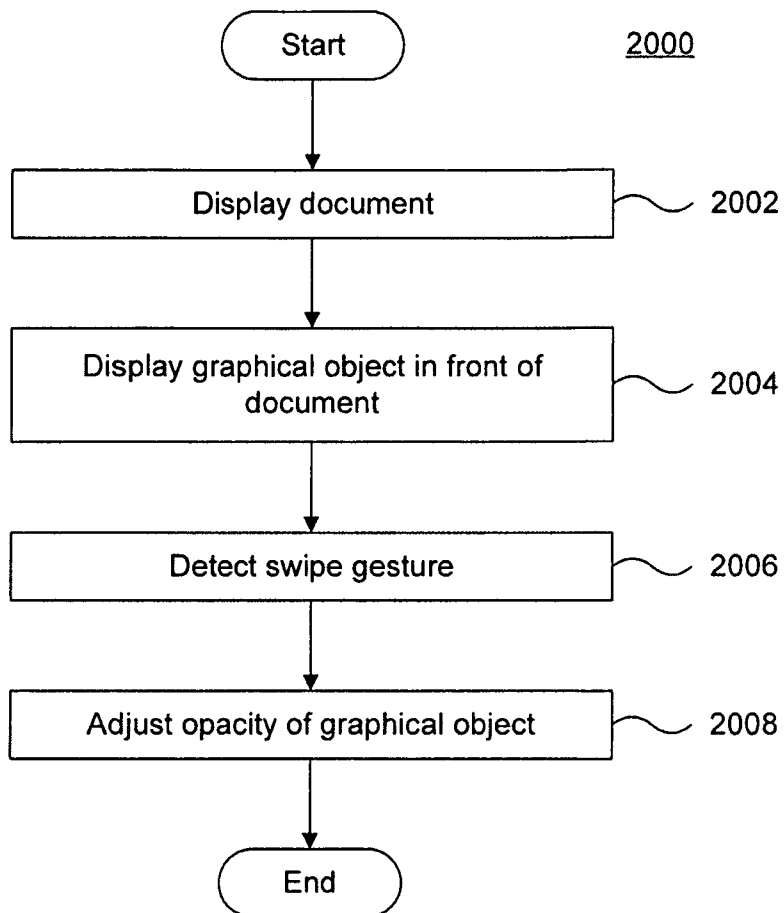 Start
2000
Display document
2002
Display graphical object in front of
document
2004
Detect swipe gesture
2006
Adjust opacity of graphical object
2008
End